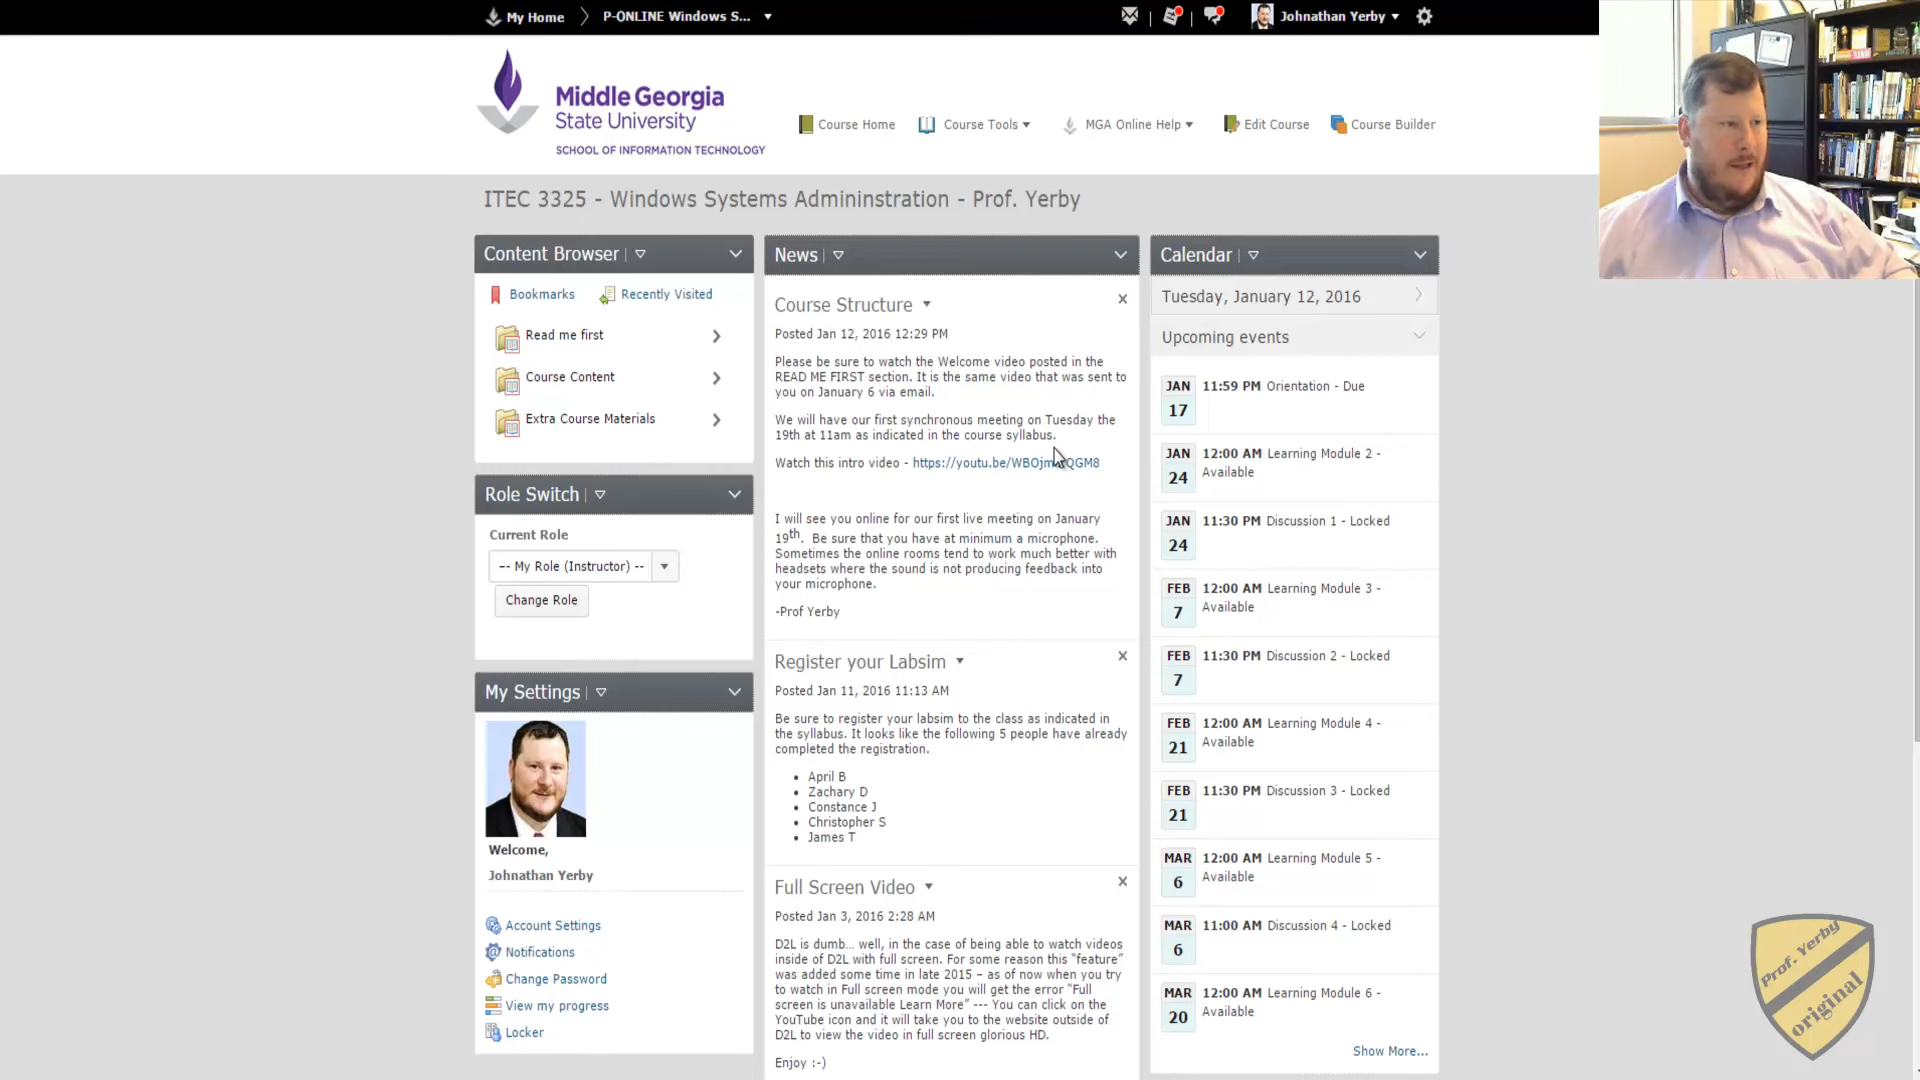 My Home
P-ONLINE Windows S...
Johnathan Yerby
Middle Georgia
State University
SCHOOL OF INFORMATION TECHNOLOGY
Course Home
Course Tools
MGA Online Help
Edit Course
Course Builder
ITEC 3325 - Windows Systems Admininstration - Prof. Yerby
Content Browser
Bookmarks
Recently Visited
Read me first
Course Content
Extra Course Materials
Role Switch
Current Role
-- My Role (Instructor) --
Change Role
My Settings
Welcome,
Johnathan Yerby
Account Settings
Notifications
Change Password
View my progress
Locker
News
Course Structure
Posted Jan 12, 2016 12:29 PM
Please be sure to watch the Welcome video posted in the
READ ME FIRST section. It is the same video that was sent to
you on January 6 via email.
We will have our first synchronous meeting on Tuesday the
19th at 11am as indicated in the course syllabus.
Watch this intro video -
I will see you online for our first live meeting on January
19th. Be sure that you have at minimum a microphone.
Sometimes the online rooms tend to work much better with
headsets where the sound is not producing feedback into
your microphone.
-Prof Yerby
Register your Labsim
Posted Jan 11, 2016 11:13 AM
Be sure to register your labsim to the class as indicated in
the syllabus. It looks like the following 5 people have already
completed the registration.
April B
Zachary D
Constance J
Christopher S
James T
Full Screen Video
Posted Jan 3, 2016 2:28 AM
D2L is dumb... well, in the case of being able to watch videos
inside of D2L with full screen. For some reason this "feature"
was added some time in late 2015 – as of now when you try
to watch in Full screen mode you will get the error "Full
screen is unavailable Learn More" --- You can click on the
YouTube icon and it will take you to the website outside of
D2L to view the video in full screen glorious HD.
Enjoy :-)
Calendar
Tuesday, January 12, 2016
Upcoming events
JAN
17
11:59 PM Orientation - Due
JAN
24
12:00 AM Learning Module 2 -
Available
JAN
24
11:30 PM Discussion 1 - Locked
FEB
7
12:00 AM Learning Module 3 -
Available
FEB
7
11:30 PM Discussion 2 - Locked
FEB
21
12:00 AM Learning Module 4 -
Available
FEB
21
11:30 PM Discussion 3 - Locked
MAR
6
12:00 AM Learning Module 5 -
Available
MAR
6
11:00 AM Discussion 4 - Locked
MAR
20
12:00 AM Learning Module 6 -
Available
Show More...
Prof. Yerby
original